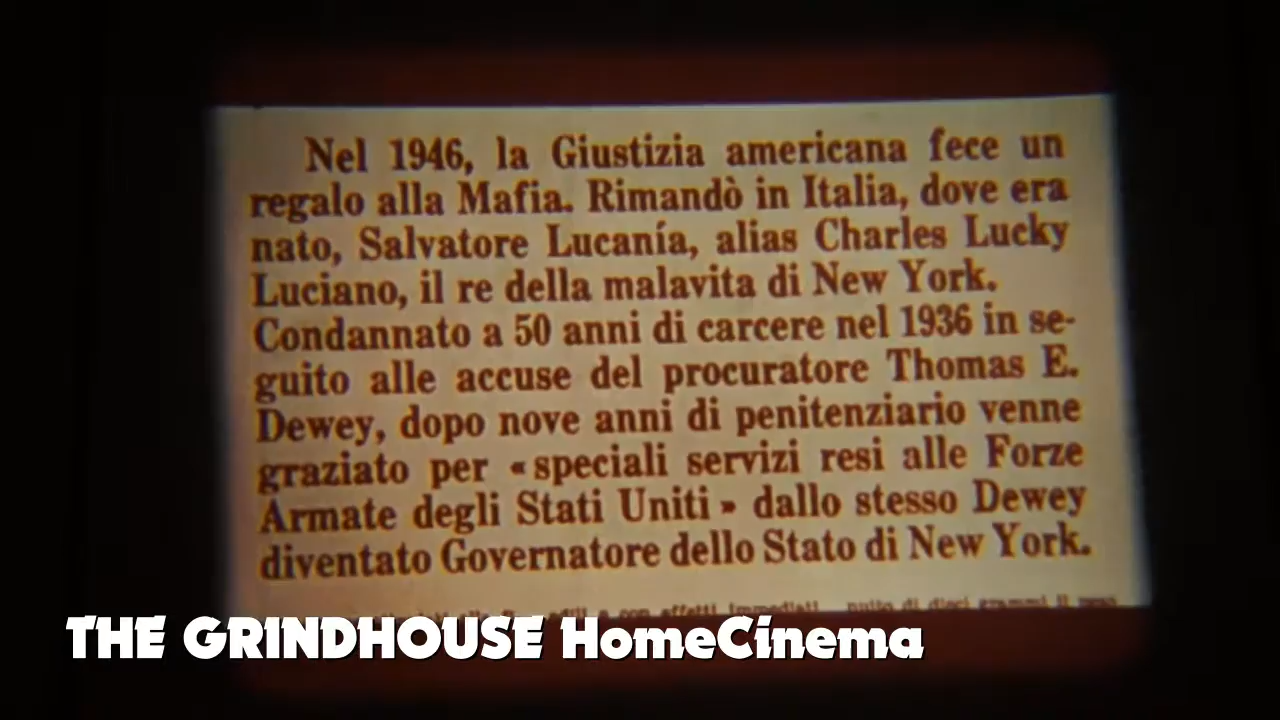 Nel 1946, la Giustizia americana fece un
regalo alla Mafia. Rimandò in Italia, dove era
nato, Salvatore Lucanía, alias Charles Lucky
Luciano, il re della malavita di New York.
Condannato a 50 anni di carcere nel 1936 in se-
guito alle accuse del procuratore Thomas E.
Dewey, dopo nove anni di penitenziario venne
graziato per « speciali servizi resi alle Forze
Armate degli Stati Uniti » dallo stesso Dewey
diventato Governatore dello Stato di New York.
con effetti immediati
THE GRINDHOUSE HomeCinema